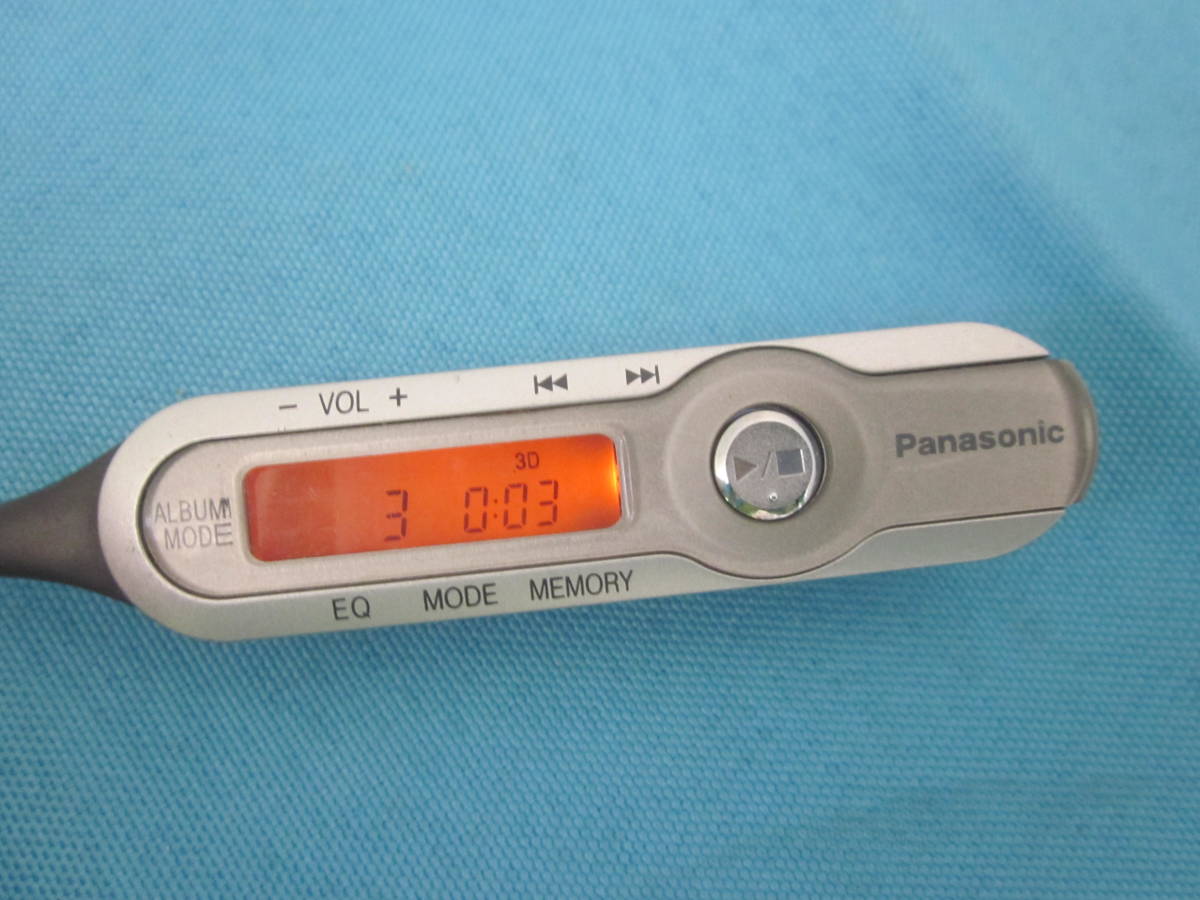 − VOL +
3D
3 0:03
ALBUM
MODE
Panasonic
EQ MODE MEMORY